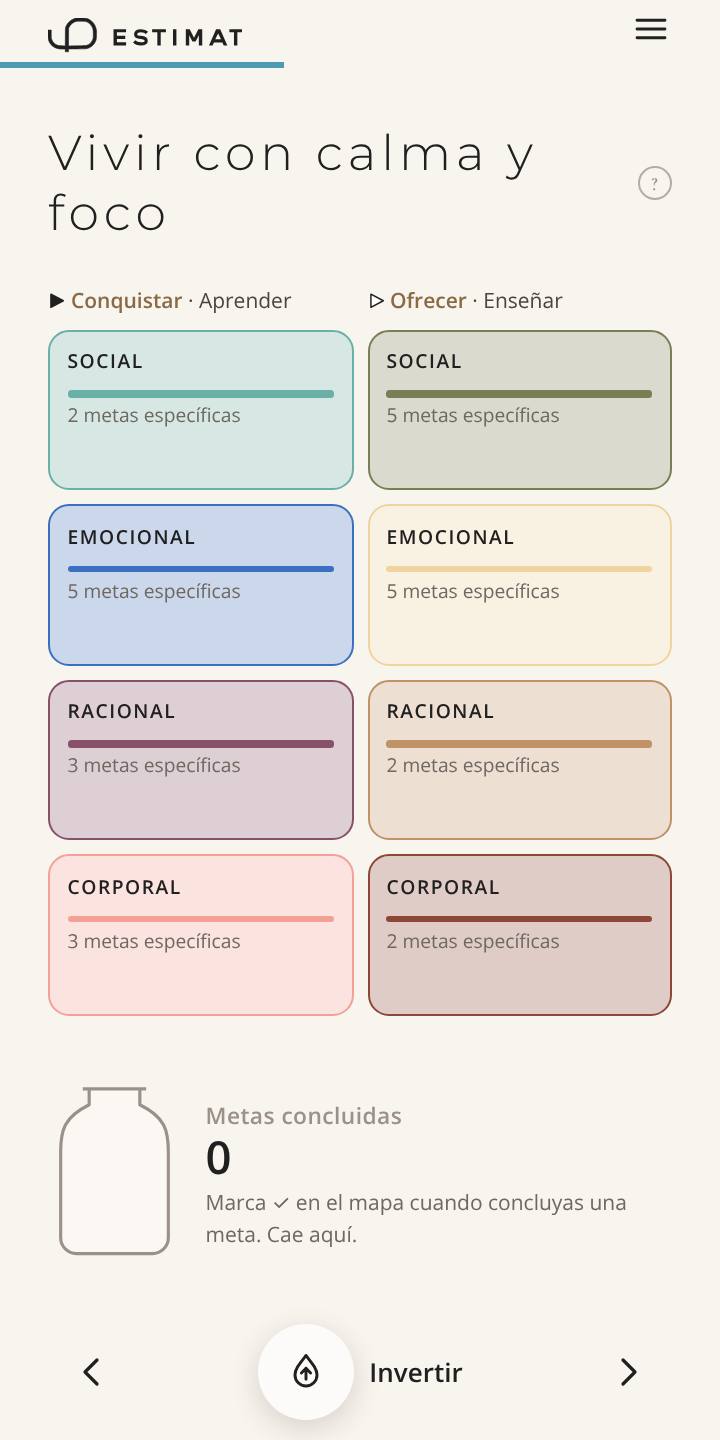 ESTIMAT
Vivir con calma y
foco
?
▶ Conquistar · Aprender
▷ Ofrecer · Enseñar
SOCIAL
2 metas específicas
SOCIAL
5 metas específicas
EMOCIONAL
5 metas específicas
EMOCIONAL
5 metas específicas
RACIONAL
3 metas específicas
RACIONAL
2 metas específicas
CORPORAL
3 metas específicas
CORPORAL
2 metas específicas
Metas concluidas
0
Marca ✓ en el mapa cuando concluyas una
meta. Cae aquí.
Invertir